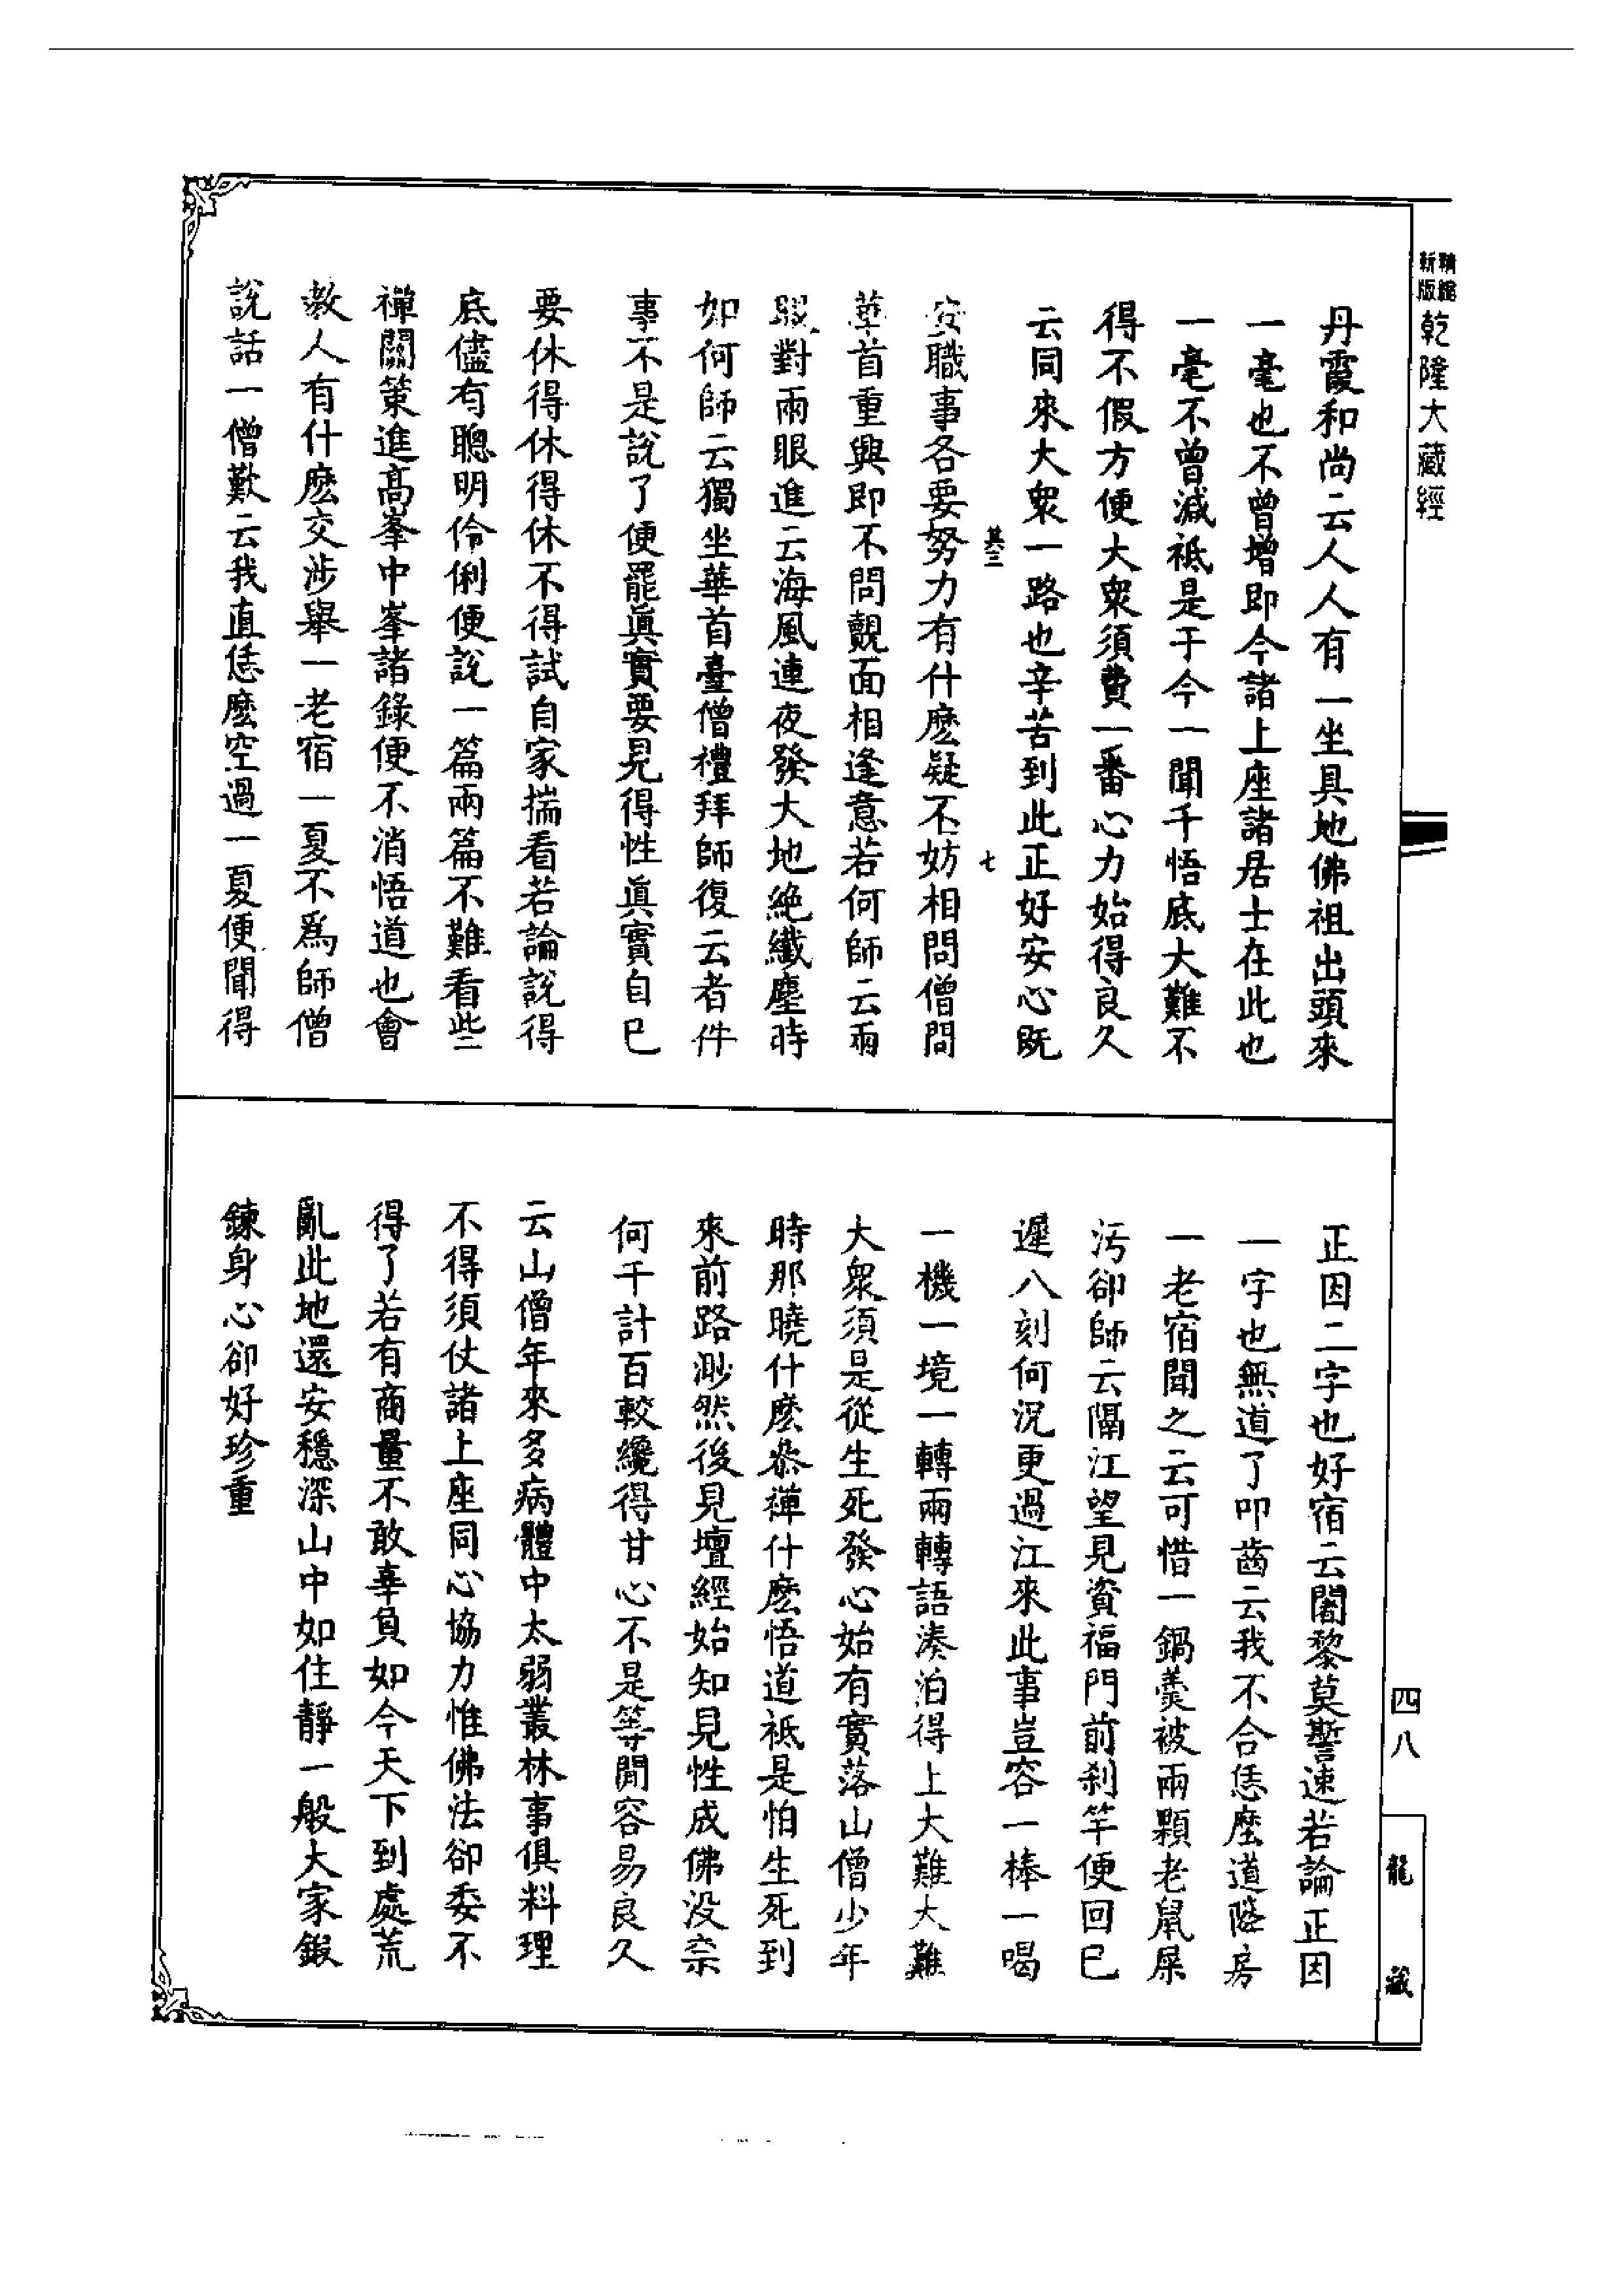 新版
精縮
乾隆大藏經
丹霞和尚云人人有一坐具地佛祖出頭來
一毫也不曾增即今諸上座諸居士在此也
一毫不曾減祇是于今一聞千悟底大難不
得不假方便大衆須費一番心力始得良久
云同來大衆一路也辛苦到此正好安心既
其三
七
安職事各要努力有什麽疑不妨相問僧問
華首重興即不問覿面相逢意若何師云兩
眼對兩眼進云海風連夜發大地絶纖塵時
如何師云獨坐華首臺僧禮拜師復云者件
事不是說了便罷眞實要見得性眞實自巳
要休得休得休不得試自家揣看若論說得
底儘有聰明伶俐便說一篇兩篇不難看些
禪關策進高峯中峯諸錄便不消悟道也會
教人有什麽交涉舉一老宿一夏不爲師僧
說話一僧歎云我直恁麽空過一夏便聞得
正因二字也好宿云闍黎莫㘄速若論正因
一字也無道了叩齒云我不合恁麽道隣房
一老宿聞之云可惜一鍋羹被兩顆老鼠屎
污卻師云隔江望見資福門前刹竿便回巳
遲八刻何況更過江來此事豈容一棒一喝
一機一境一轉兩轉語湊泊得上大難大難
大衆須是從生死發心始有實落山僧少年
時那曉什麽叅禪什麽悟道祇是怕生死到
來前路渺然後見壇經始知見性成佛没奈
何千計百較纔得甘心不是等閒容易良久
云山僧年來多病體中太弱叢林事俱料理
不得須仗諸上座同心協力惟佛法卻委不
得了若有商量不敢辜負如今天下到處荒
亂此地還安穩深山中如住靜一般大家鍛
鍊身心卻好珍重
四八
龍藏